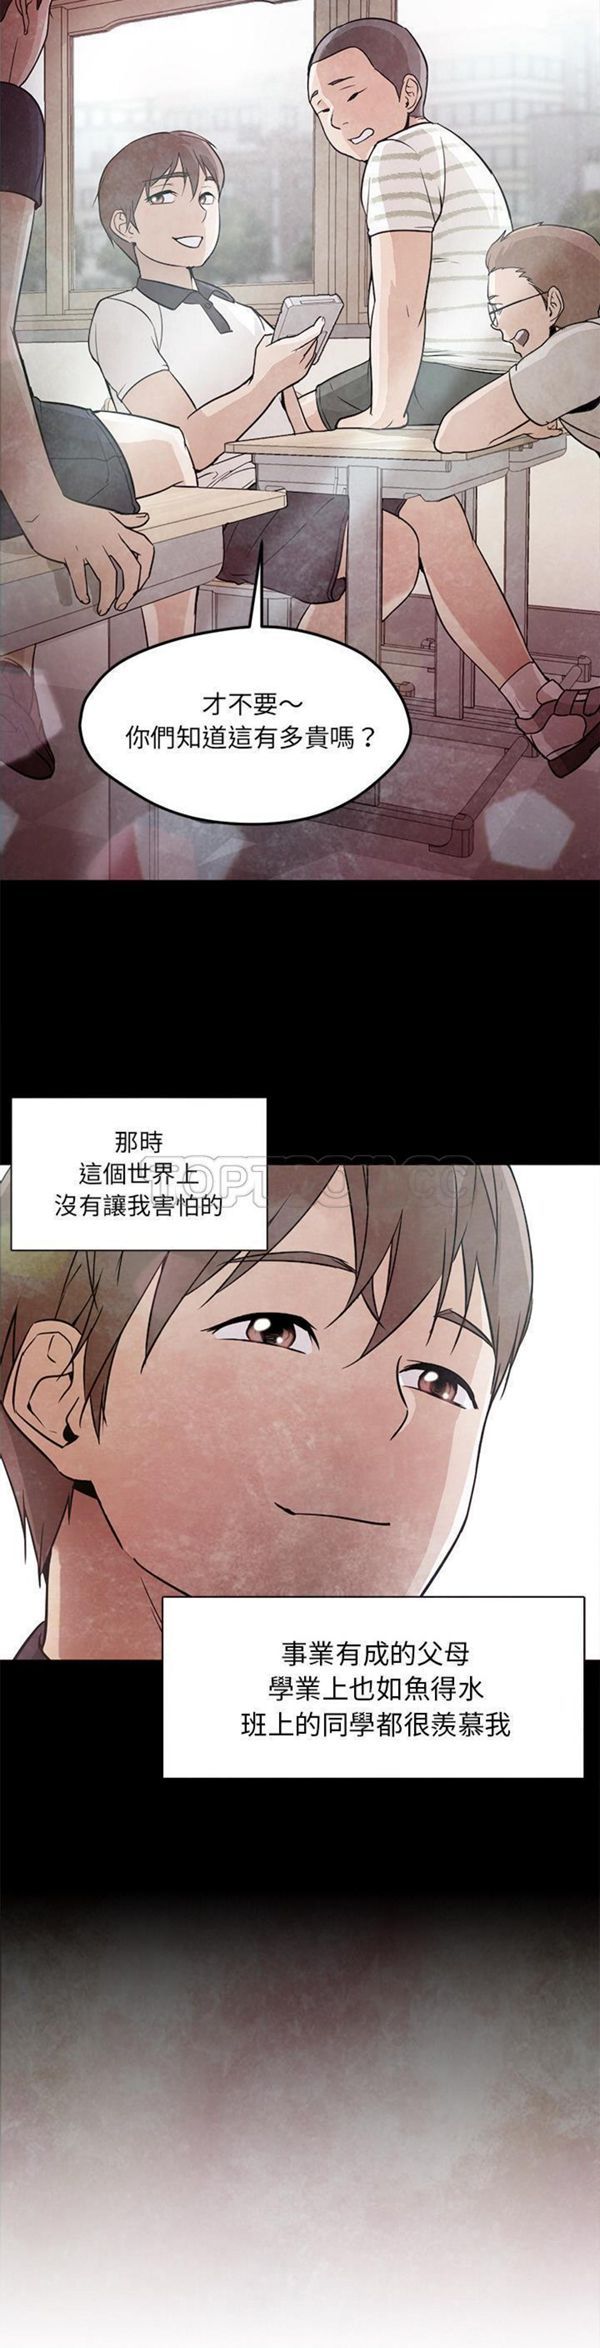 才不要～
你們知道這有多貴嗎？
那時
這個世界上
沒有讓我害怕的
事業有成的父母
學業上也如魚得水
班上的同學都很羨慕我